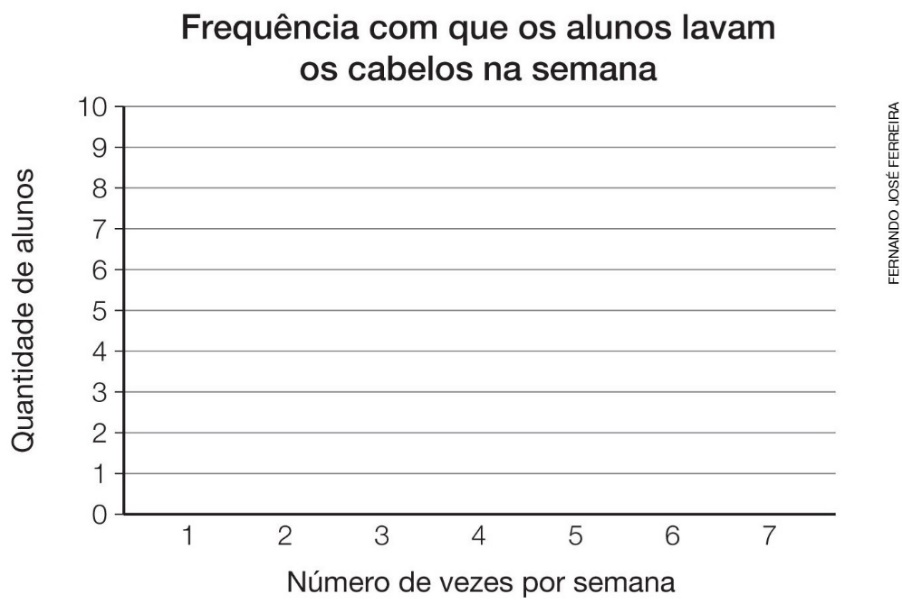 Frequência com que os alunos lavam
os cabelos na semana
Quantidade de alunos
10
9
8
7
6
5
4
3
2
1
0
1 2 3 4 5 6 7
Número de vezes por semana
FERNANDO JOSÉ FERREIRA